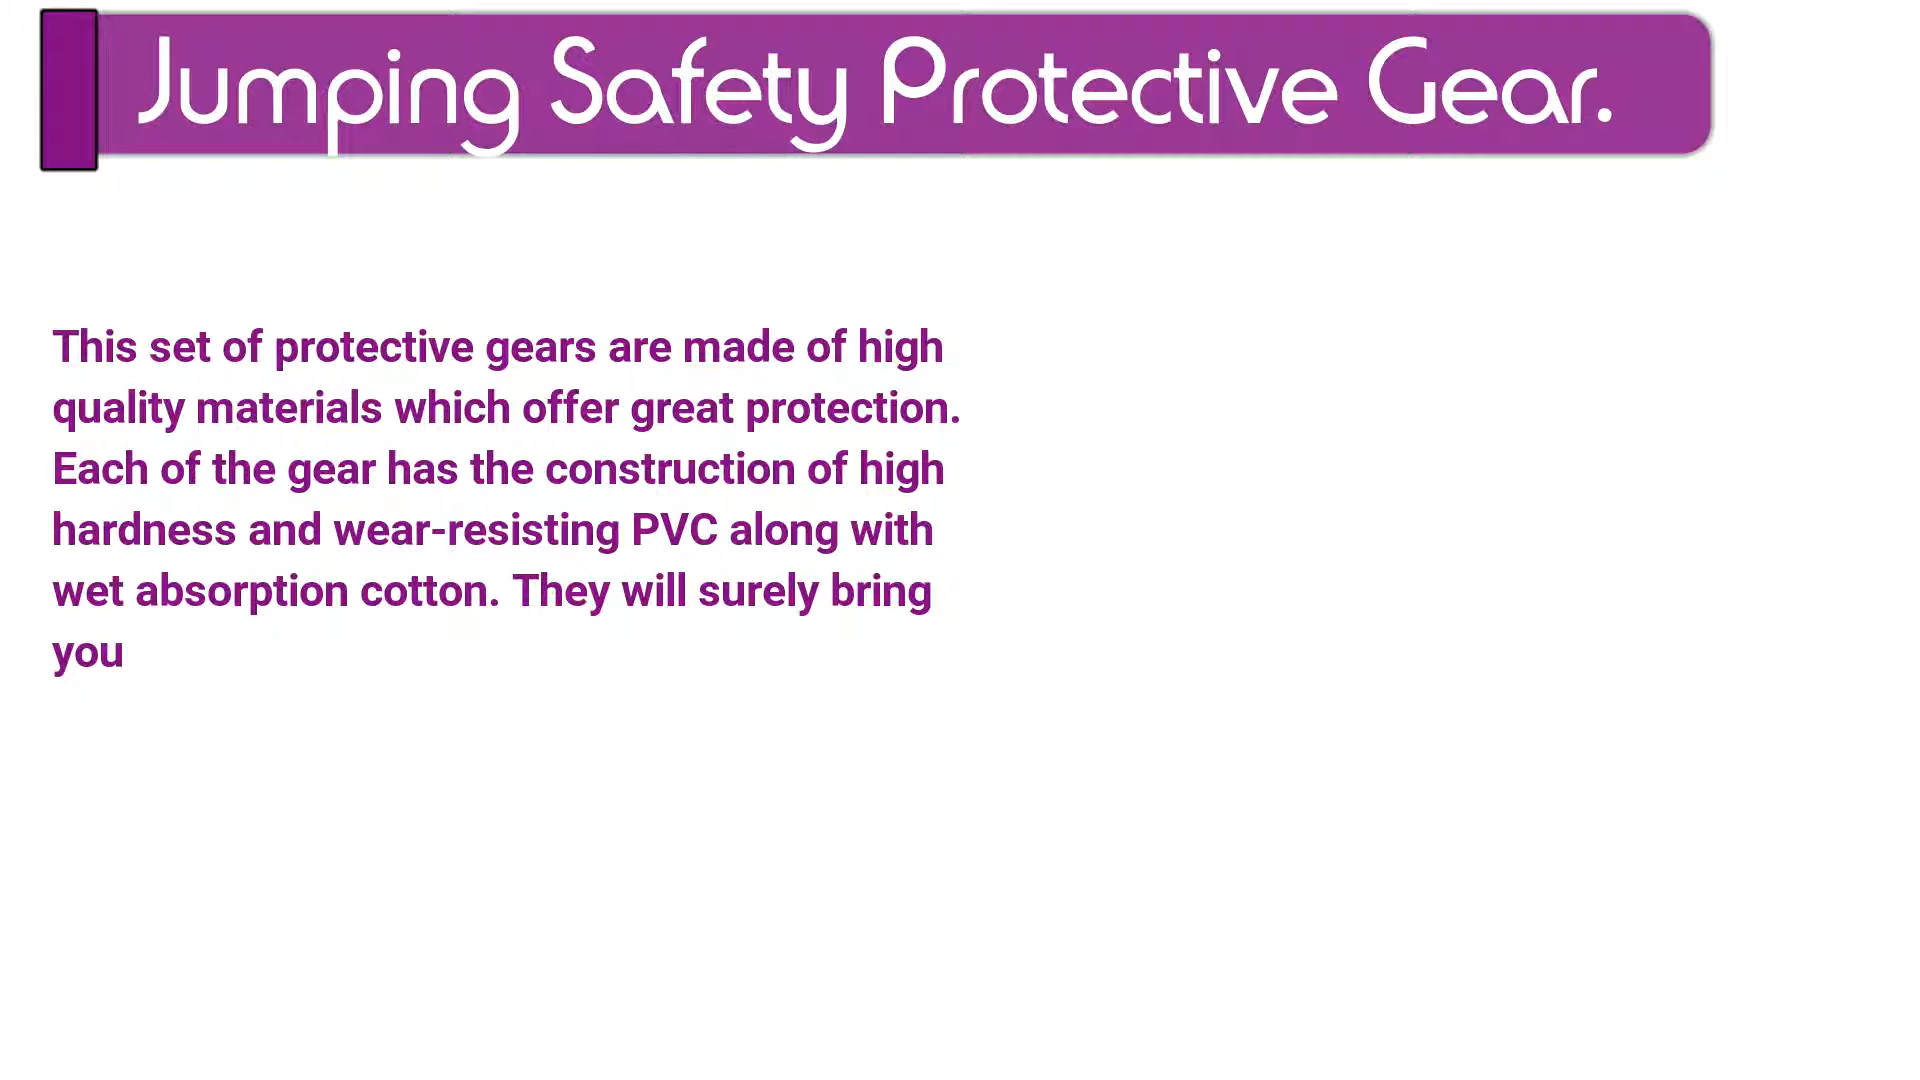 Jumping Safety Protective Gear.
This set of protective gears are made of high
quality materials which offer great protection.
Each of the gear has the construction of high
hardness and wear-resisting PVC along with
wet absorption cotton. They will surely bring
you